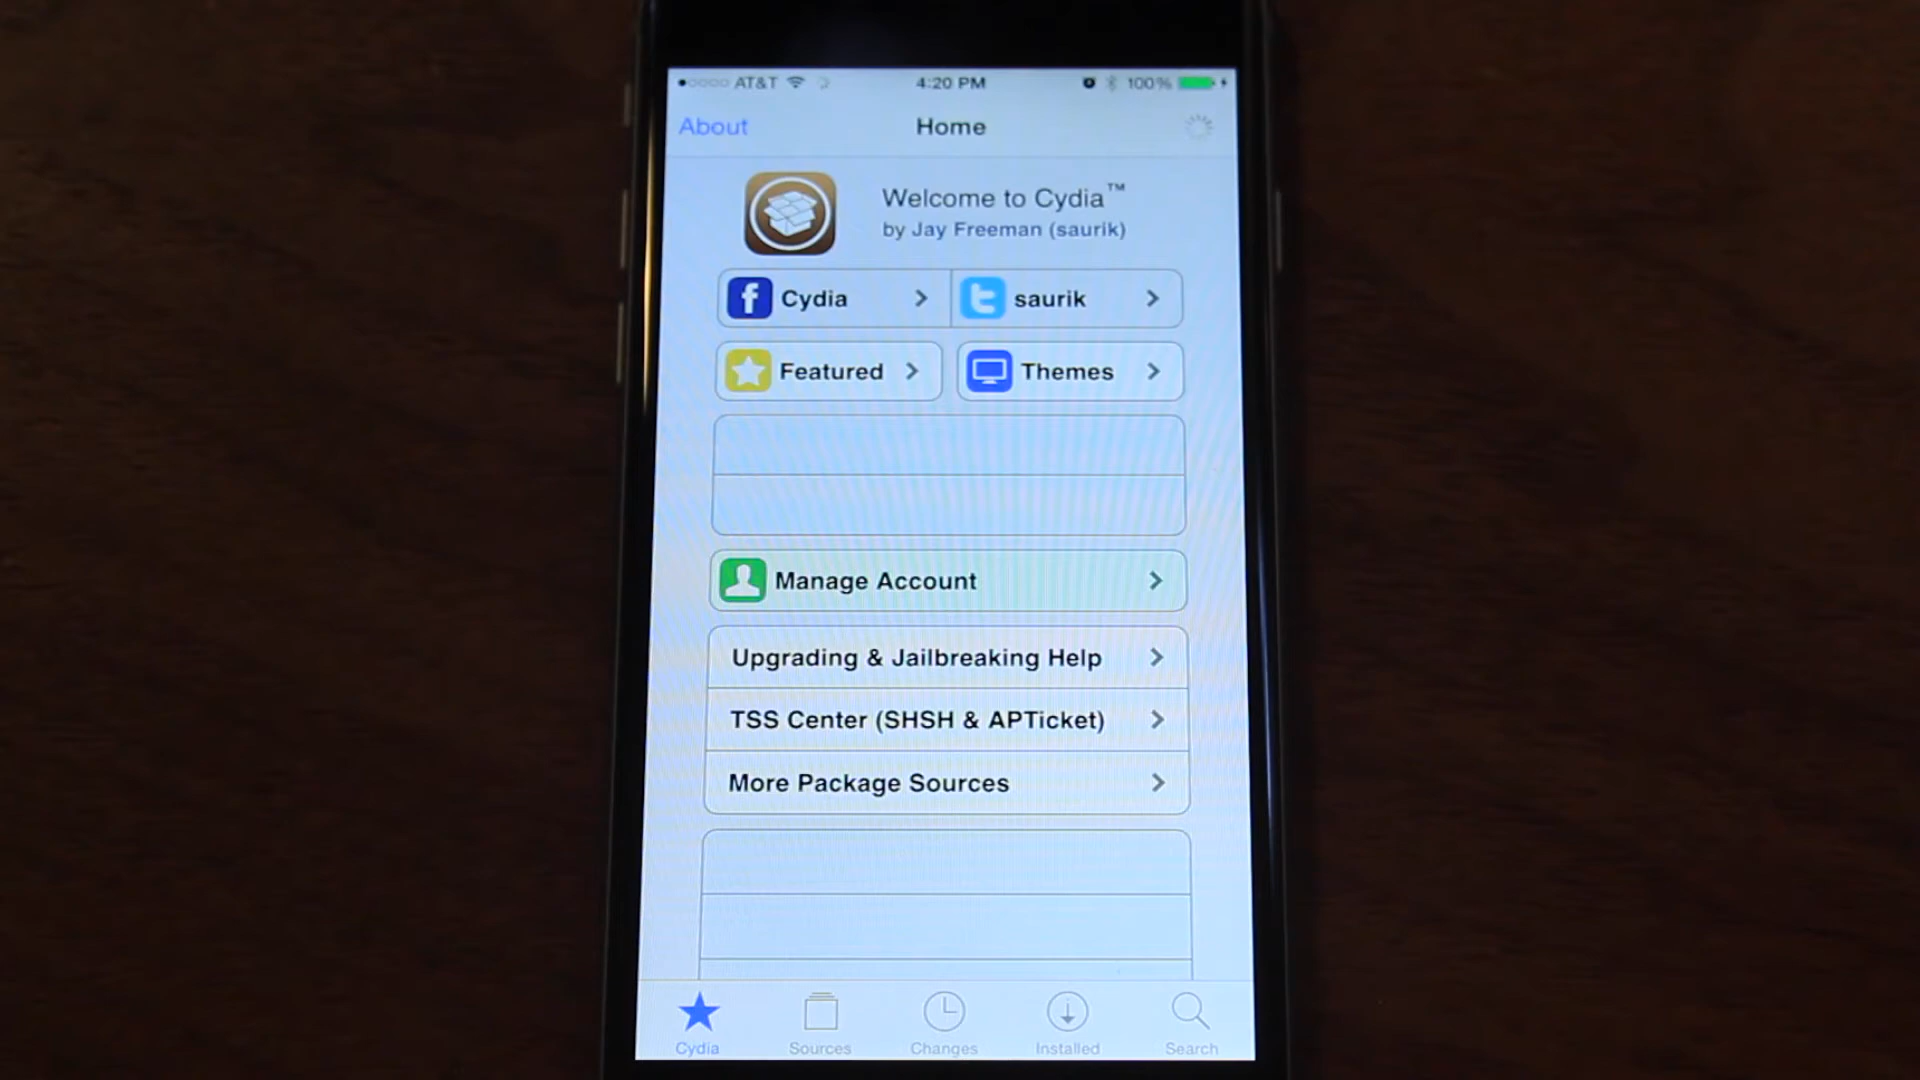 AT&T 4:20 PM 100%
About Home
Welcome to Cydia™
by Jay Freeman (saurik)
Cydia saurik
Featured Themes
Manage Account
Upgrading & Jailbreaking Help
TSS Center (SHSH & APTicket)
More Package Sources
Cydia Sources Changes Installed Search